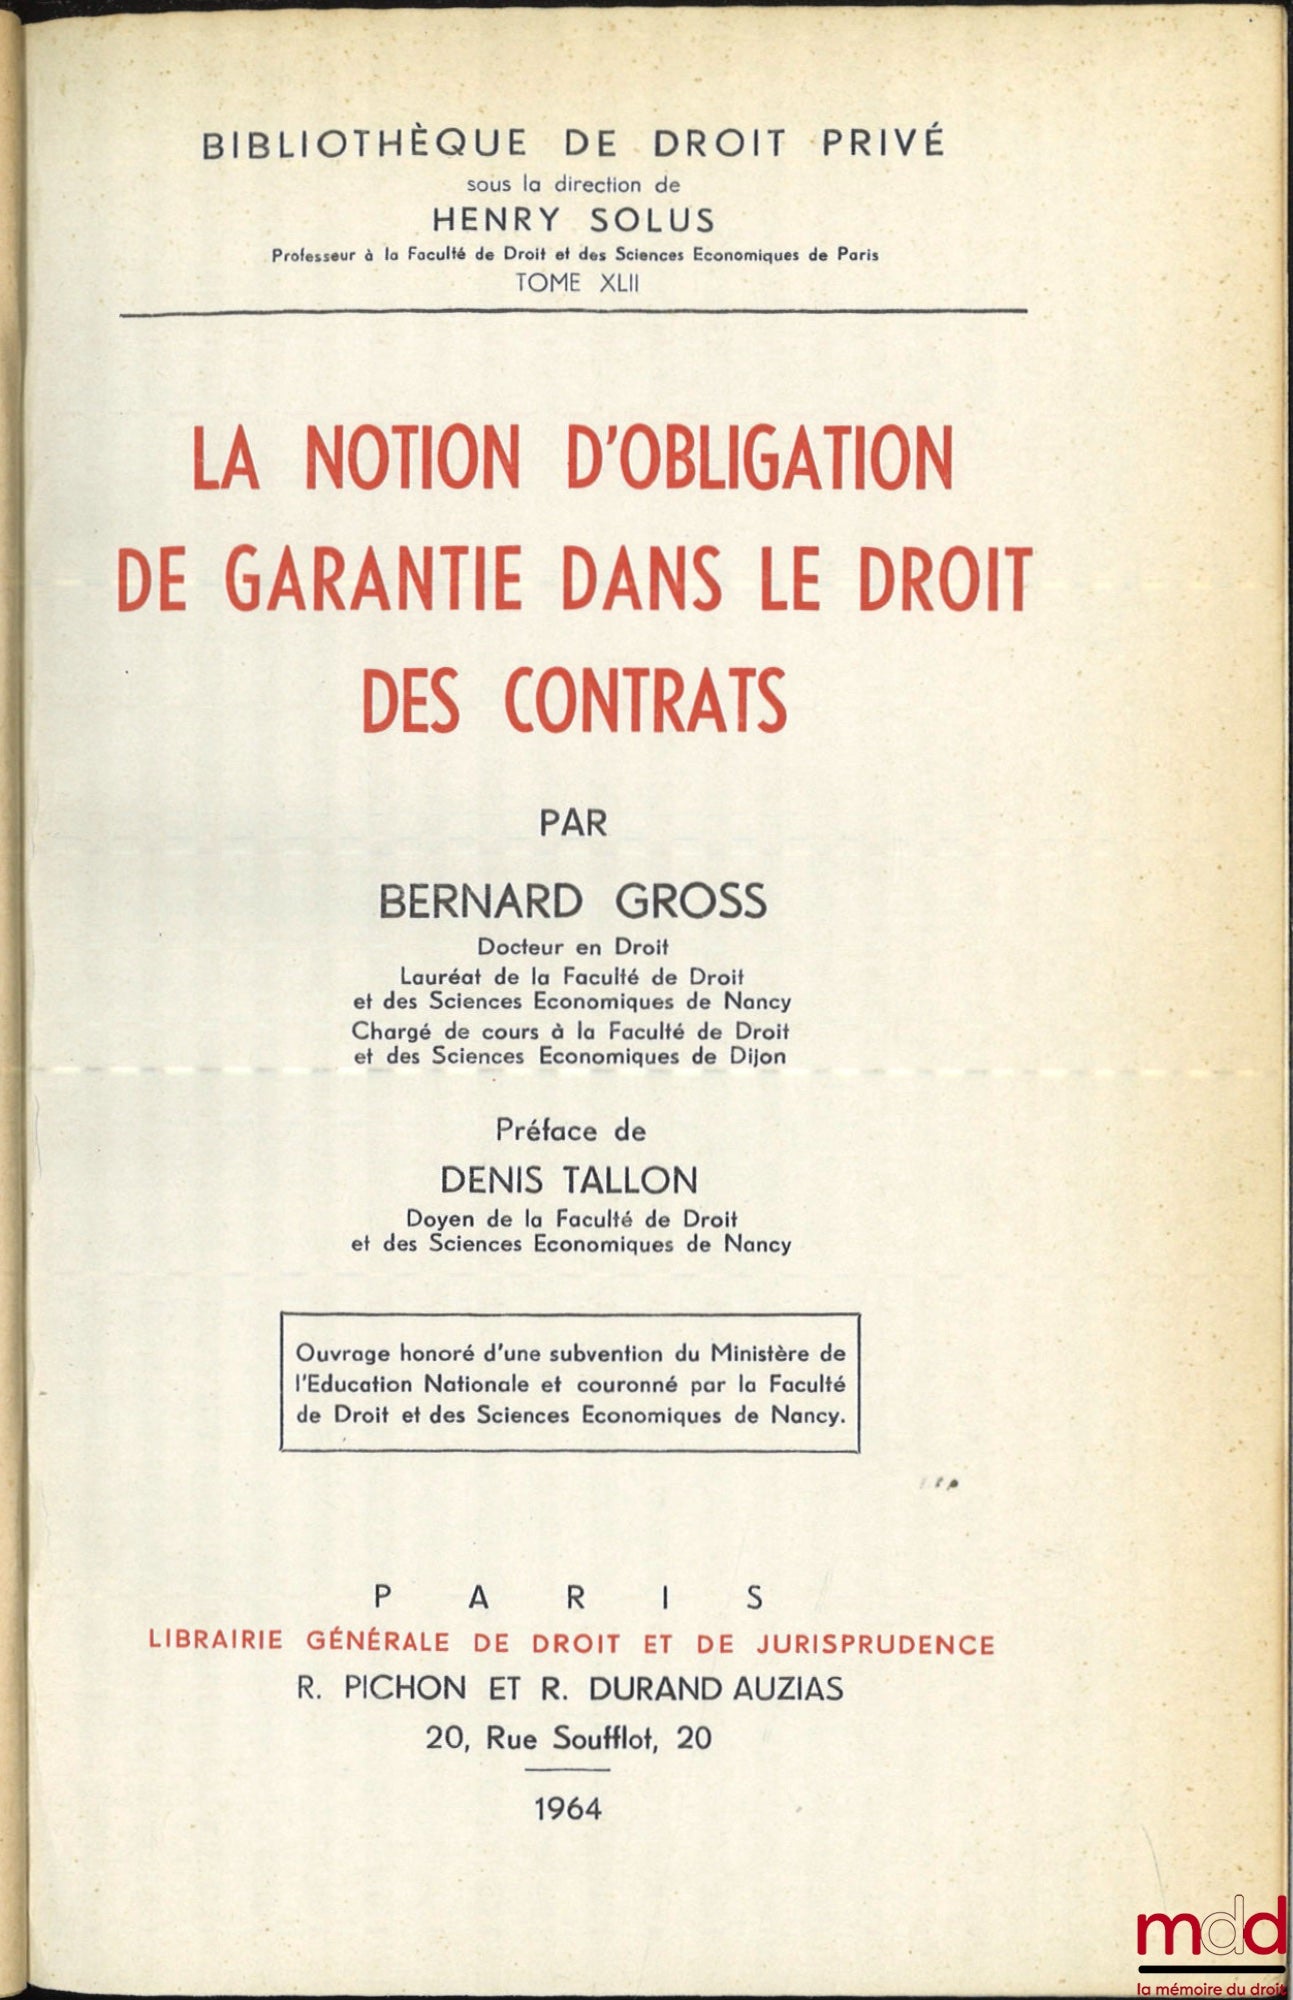 BIBLIOTHÈQUE DE DROIT PRIVÉ
sous la direction de
HENRY SOLUS
Professeur à la Faculté de Droit et des Sciences Economiques de Paris
TOME XLII
LA NOTION D'OBLIGATION
DE GARANTIE DANS LE DROIT
DES CONTRATS
PAR
BERNARD GROSS
Docteur en Droit
Lauréat de la Faculté de Droit
et des Sciences Economiques de Nancy
Chargé de cours à la Faculté de Droit
et des Sciences Economiques de Dijon
Préface de
DENIS TALLON
Doyen de la Faculté de Droit
et des Sciences Economiques de Nancy
Ouvrage honoré d'une subvention du Ministère de
l'Education Nationale et couronné par la Faculté
de Droit et des Sciences Economiques de Nancy.
PARIS
LIBRAIRIE GÉNÉRALE DE DROIT ET DE JURISPRUDENCE
R. PICHON ET R. DURAND AUZIAS
20, Rue Soufflot, 20
1964
mdd
la mémoire du droit